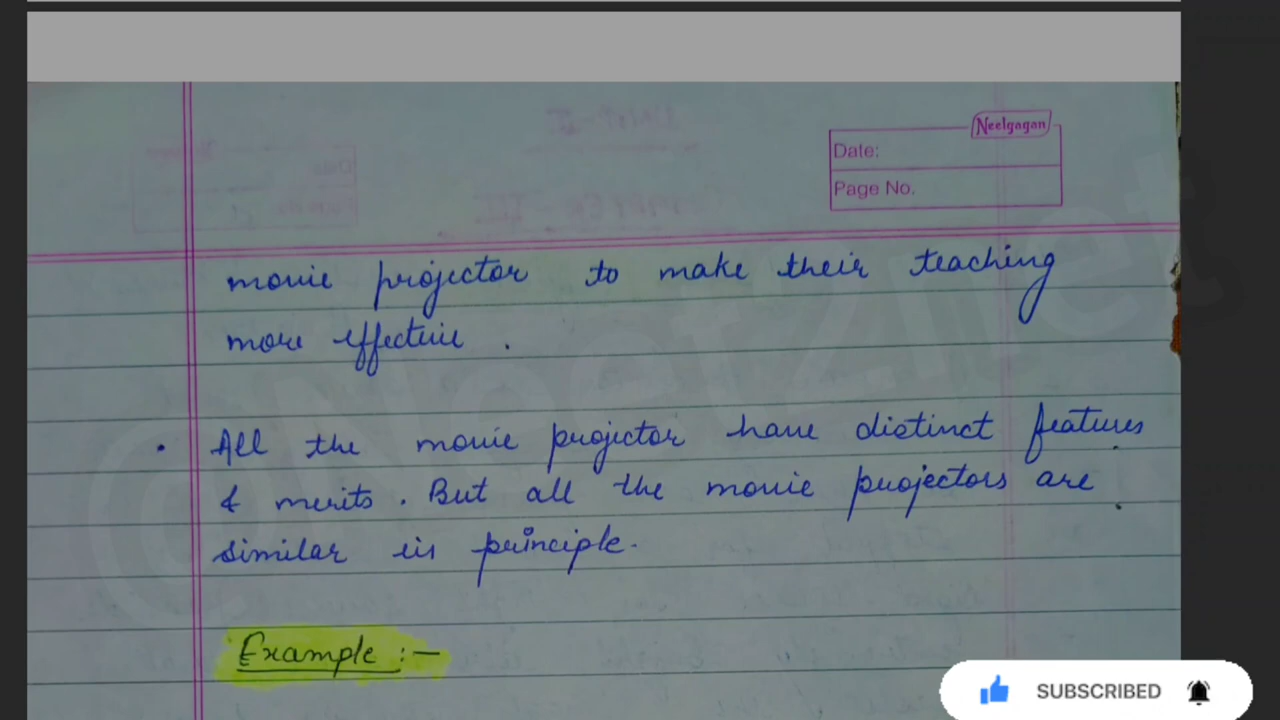 Neelgagan
Date:
Page No.
movie projector to make their teaching
more effective.
• All the movie projector have distinct features
& merits. But all the movie projectors are
similar in principle.
Example :-
SUBSCRIBED